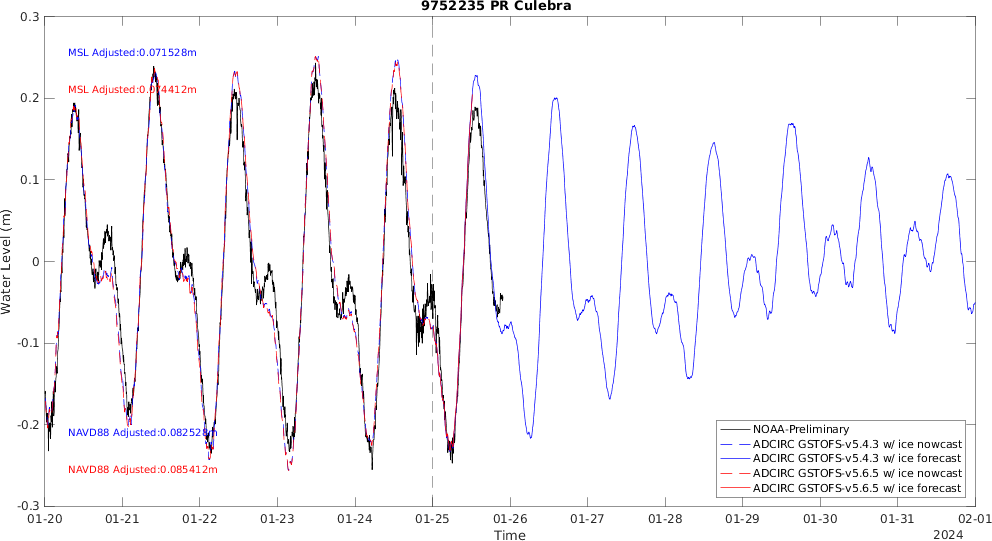 9752235 PR Culebra
Water Level (m)
0.3
0.2
0.1
0
-0.1
-0.2
-0.3
MSL Adjusted:0.071528m
MSL Adjusted:0.074412m
NAVD88 Adjusted:0.082528m
NAVD88 Adjusted:0.085412m
NOAA-Preliminary
ADCIRC GSTOFS-v5.4.3 w/ ice nowcast
ADCIRC GSTOFS-v5.4.3 w/ ice forecast
ADCIRC GSTOFS-v5.6.5 w/ ice nowcast
ADCIRC GSTOFS-v5.6.5 w/ ice forecast
01-20 01-21 01-22 01-23 01-24 01-25 01-26 01-27 01-28 01-29 01-30 01-31 02-01
Time
2024